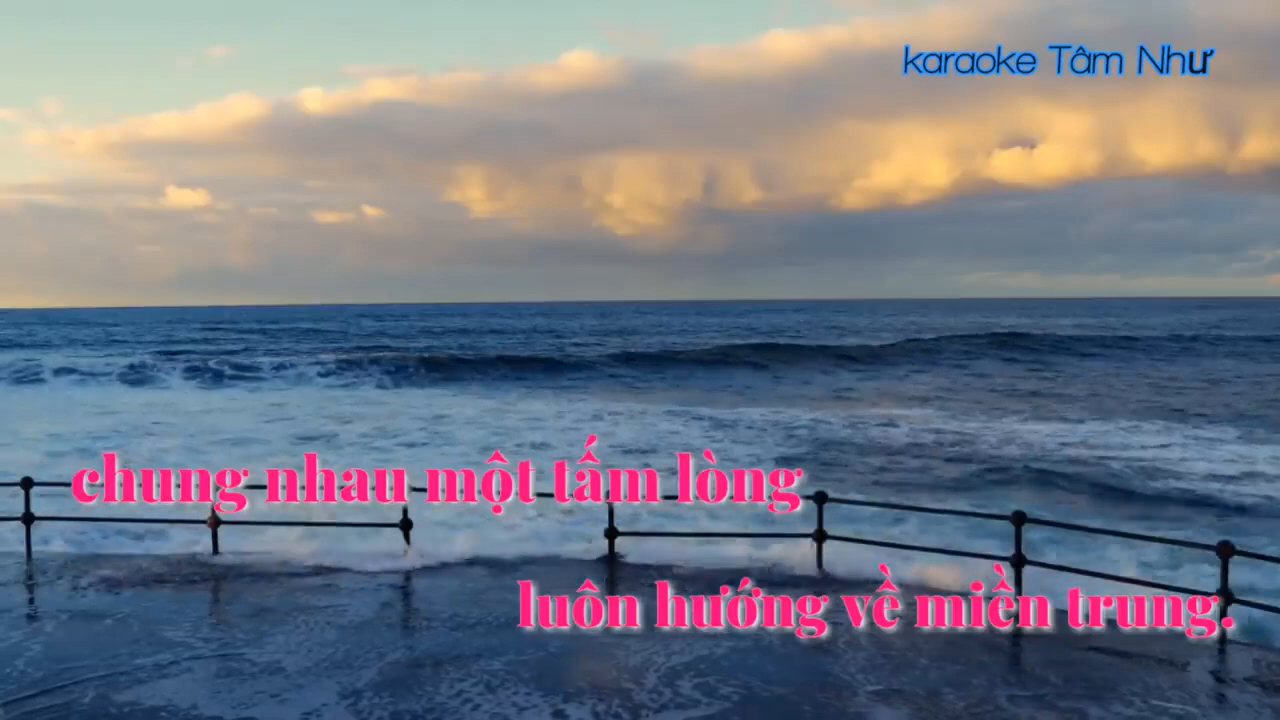 karaoke Tâm Như
chung nhau một tấm lòng
luôn hướng về miền trung.